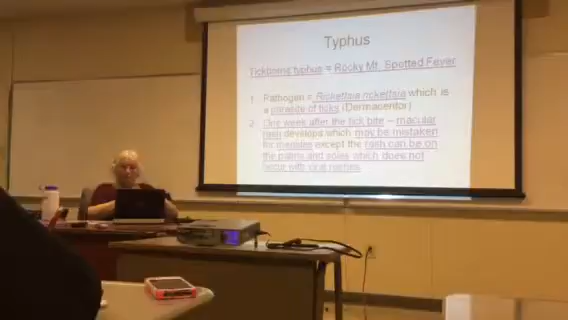 Typhus
Tickborne typhus = Rocky Mt. Spotted Fever
1. Pathogen = Rickettsia rickettsia which is
a parasite of ticks (Dermacentor)
2. One week after the tick bite – macular
rash develops which may be mistaken
for measles except the rash can be on
the palms and soles which does not
occur with viral rashes.